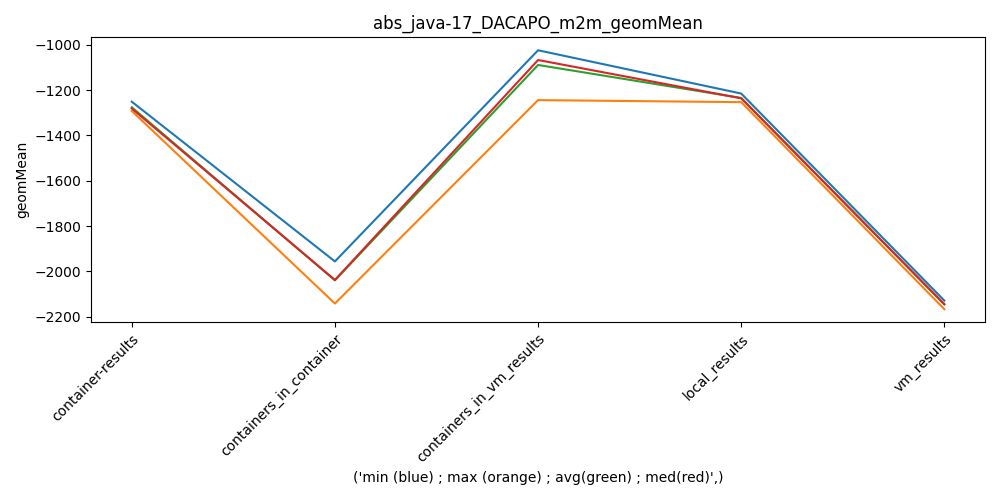 abs_java-17_DACAPO_m2m_geomMean
geomMean
−1000
−1200
−1400
−1600
−1800
−2000
−2200
container-results
containers_in_container
containers_in_vm_results
local_results
vm_results
('min (blue) ; max (orange) ; avg(green) ; med(red)',)